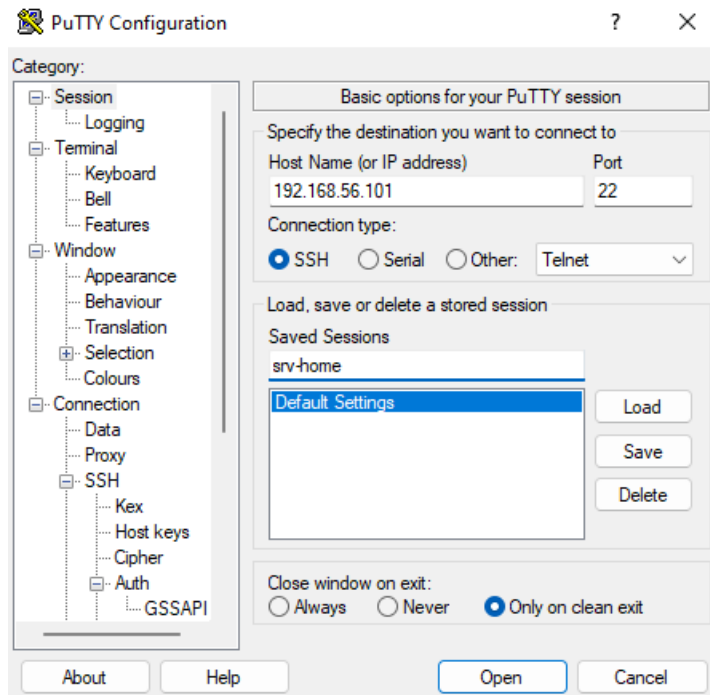 PuTTY Configuration ? ×
Category:
Session
Logging
Terminal
Keyboard
Bell
Features
Window
Appearance
Behaviour
Translation
Selection
Colours
Connection
Data
Proxy
SSH
Kex
Host keys
Cipher
Auth
GSSAPI
Basic options for your PuTTY session
Specify the destination you want to connect to
Host Name (or IP address) Port
192.168.56.101 22
Connection type:
SSH Serial Other: Telnet
Load, save or delete a stored session
Saved Sessions
srv-home
Default Settings
Load
Save
Delete
Close window on exit:
Always Never Only on clean exit
About Help Open Cancel